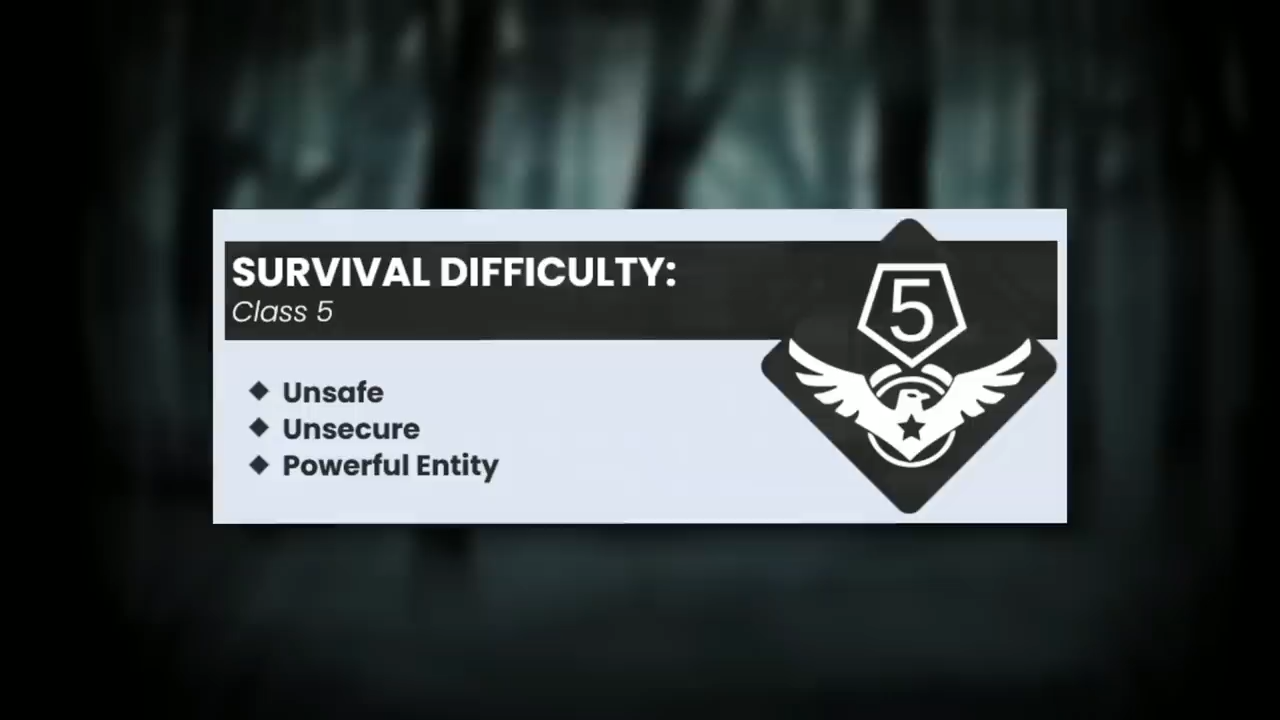 SURVIVAL DIFFICULTY:
Class 5
5
Unsafe
Unsecure
Powerful Entity